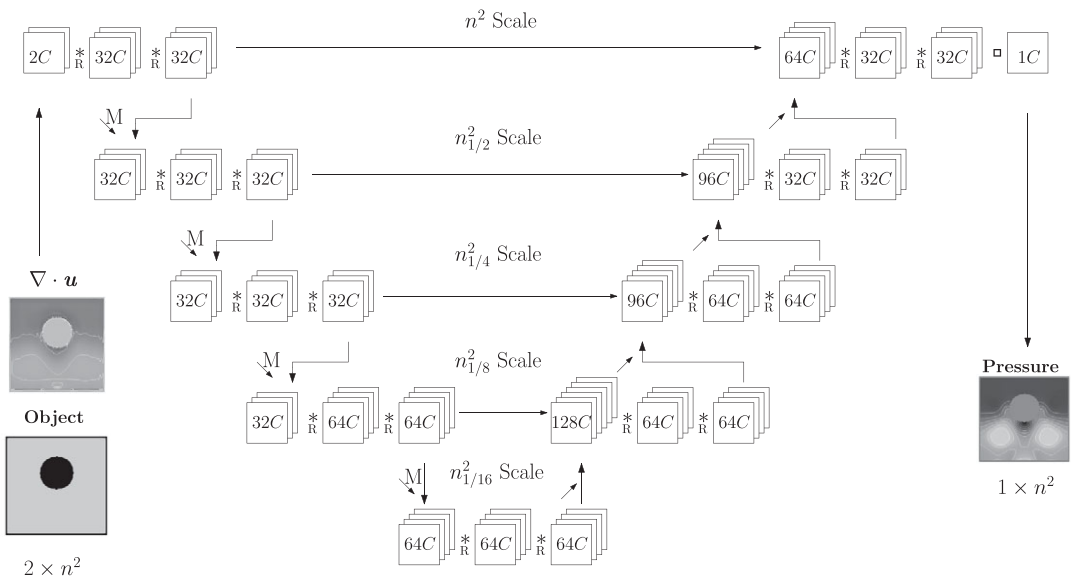 n² Scale
2C * R 32C * R 32C
64C * R 32C * R 32C 1C
M
n²₁/₂ Scale
32C * R 32C * R 32C
96C * R 32C * R 32C
M
n²₁/₄ Scale
∇ · u
32C * R 32C * R 32C
96C * R 64C * R 64C
M
n²₁/₈ Scale
Pressure
Object
32C * R 64C * R 64C
128C * R 64C * R 64C
M
n²₁/₁₆ Scale
1 × n²
64C * R 64C * R 64C
2 × n²